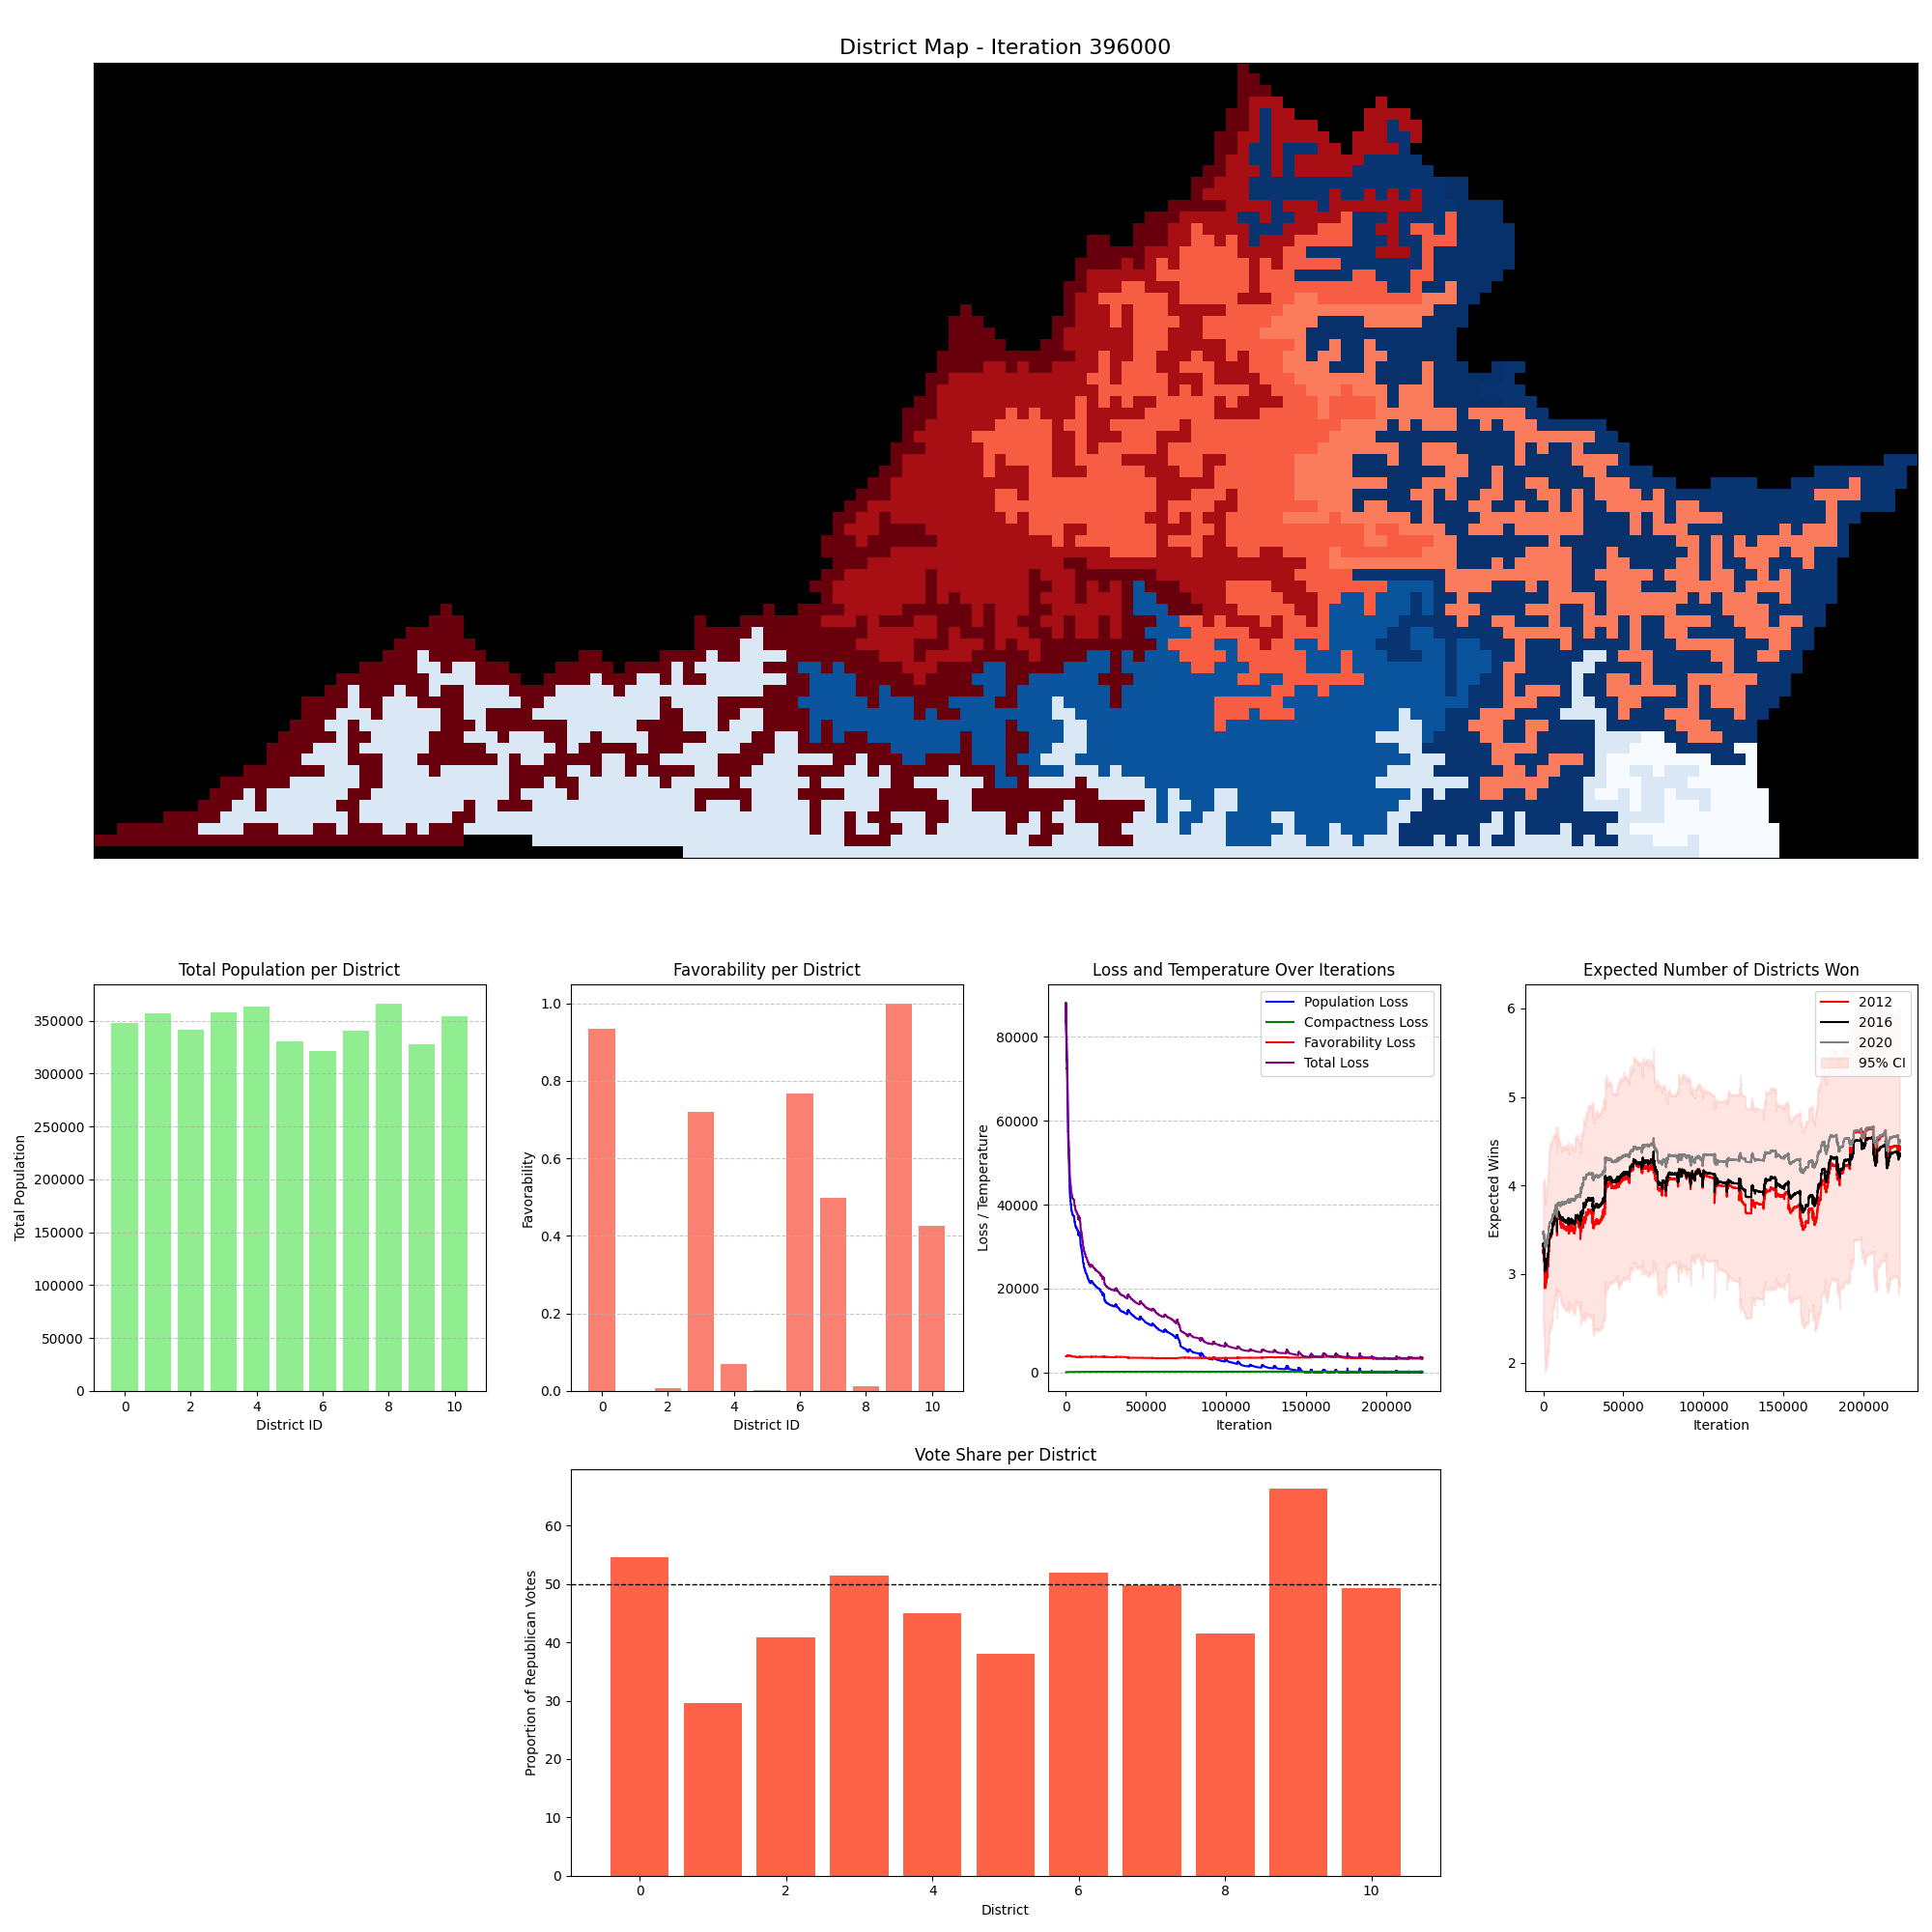 District Map - Iteration 396000
Total Population per District
Total Population
350000
300000
250000
200000
150000
100000
50000
0
0 2 4 6 8 10
District ID
Favorability per District
Favorability
1.0
0.8
0.6
0.4
0.2
0.0
0 2 4 6 8 10
District ID
Loss and Temperature Over Iterations
Loss / Temperature
80000
60000
40000
20000
0
Population Loss
Compactness Loss
Favorability Loss
Total Loss
0 50000 100000 150000 200000
Iteration
Expected Number of Districts Won
Expected Wins
6
5
4
3
2
2012
2016
2020
95% CI
0 50000 100000 150000 200000
Iteration
Vote Share per District
Proportion of Republican Votes
60
50
40
30
20
10
0
0 2 4 6 8 10
District